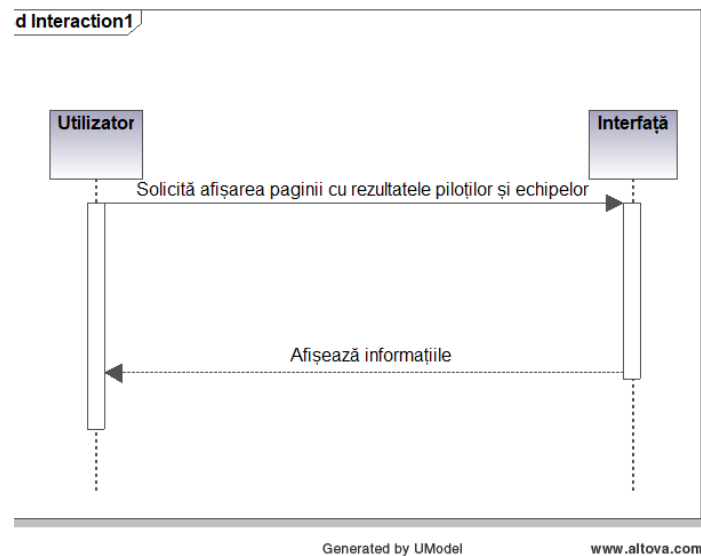 d Interaction1
Utilizator
Interfață
Solicită afișarea paginii cu rezultatele piloților și echipelor
Afișează informațiile
Generated by UModel
www.altova.com